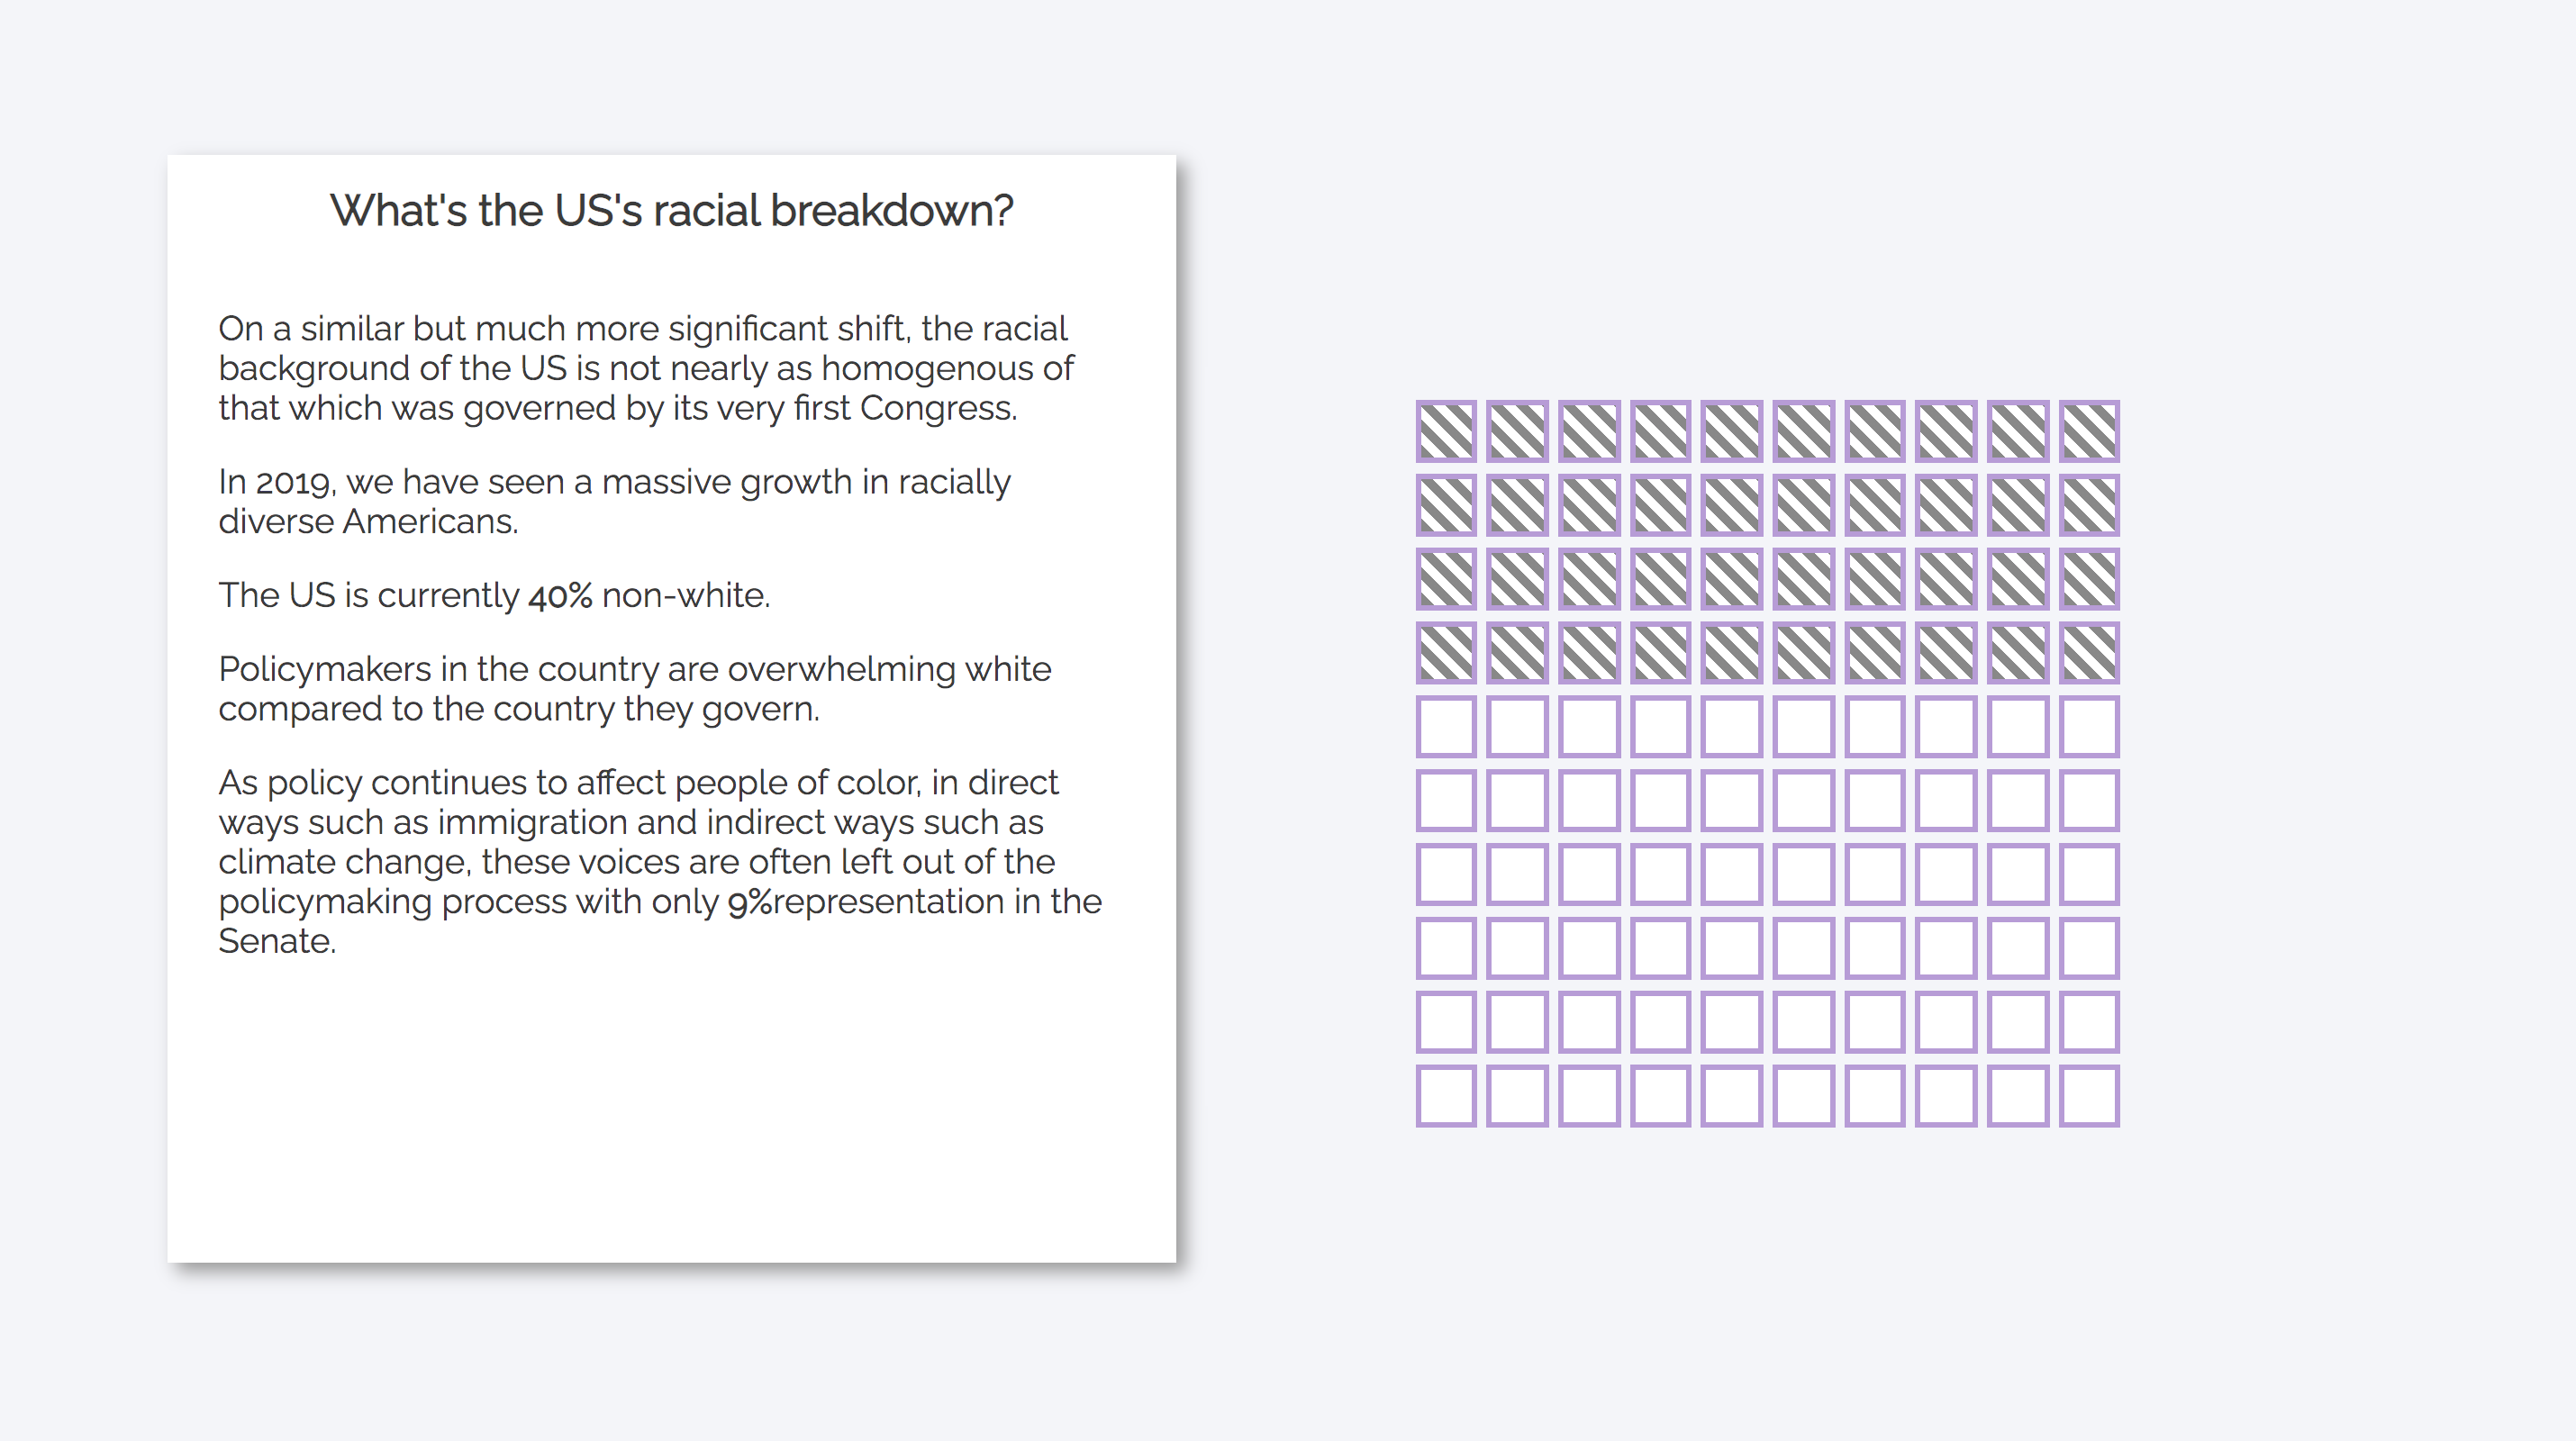 What's the US's racial breakdown?
On a similar but much more significant shift, the racial
background of the US is not nearly as homogenous of
that which was governed by its very first Congress.
In 2019, we have seen a massive growth in racially
diverse Americans.
The US is currently 40% non-white.
Policymakers in the country are overwhelming white
compared to the country they govern.
As policy continues to affect people of color, in direct
ways such as immigration and indirect ways such as
climate change, these voices are often left out of the
policymaking process with only 9%representation in the
Senate.